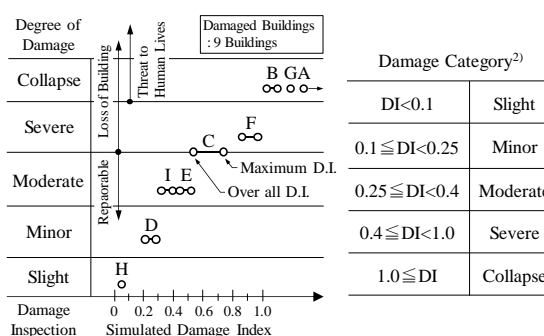 Degree of
Damage
Damaged Buildings
: 9 Buildings
Loss of Building
Threat to
Human Lives
Collapse
B GA
Severe
F
C
Maximum D.I.
Over all D.I.
Repaorable
Moderate
I E
Minor
D
Slight
H
0 0.2 0.4 0.6 0.8 1.0
Damage
Inspection
Simulated Damage Index
Damage Category2)
DI<0.1 Slight
0.1≦DI<0.25 Minor
0.25≦DI<0.4 Moderate
0.4≦DI<1.0 Severe
1.0≦DI Collapse